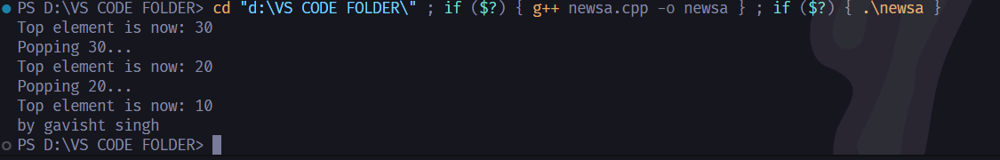 PS D:\VS CODE FOLDER> cd "d:\VS CODE FOLDER\" ; if ($?) { g++ newsa.cpp -o newsa } ; if ($?) { .\newsa }
Top element is now: 30
Popping 30...
Top element is now: 20
Popping 20...
Top element is now: 10
by gavisht singh
PS D:\VS CODE FOLDER>